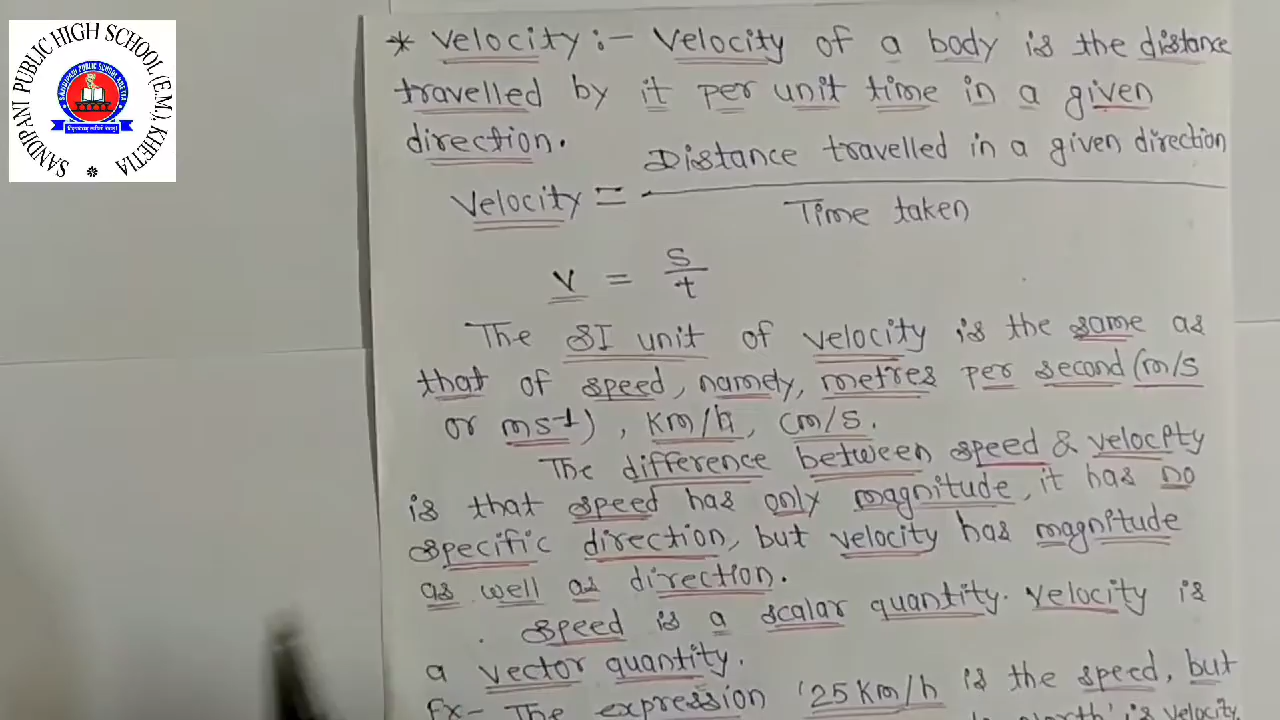 SANDIPANI PUBLIC HIGH SCHOOL (E.M.) KHETIA
* Velocity :- Velocity of a body is the distance
travelled by it per unit time in a given
direction.
Distance travelled in a given direction
Velocity =
Time taken
v = s/t
The SI unit of velocity is the same as
that of speed, namely, metres per second (m/s
or ms-1), Km/h, cm/s.
The difference between speed & velocity
is that speed has only magnitude, it has no
specific direction, but velocity has magnitude
as well as direction.
. Speed is a scalar quantity. Velocity is
a vector quantity.
Ex- The expression '25 Km/h is the speed, but
north' is velocity